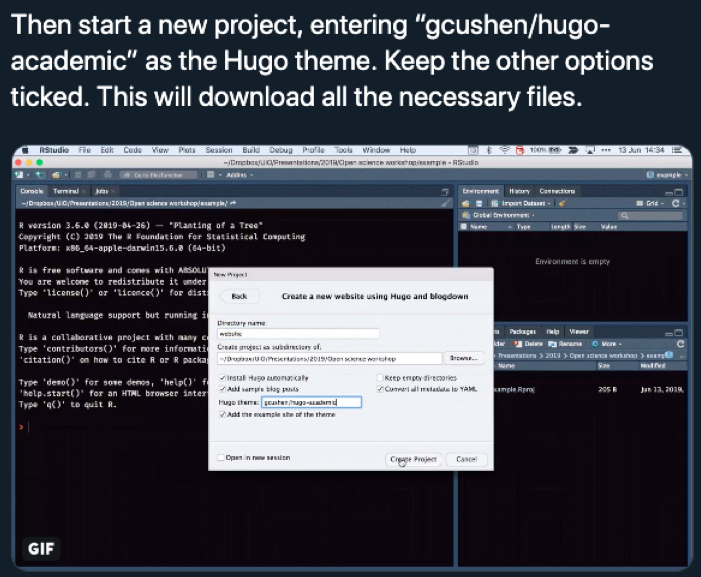 Then start a new project, entering “gcushen/hugo-
academic” as the Hugo theme. Keep the other options
ticked. This will download all the necessary files.
RStudio File Edit Code View Plots Session Build Debug Profile Tools Window Help 100% 13 Jun 14:34
~/Dropbox/UiO/Presentations/2019/Open science workshop/example - RStudio
Go to file/function Addins example
Console Terminal Jobs
~/Dropbox/UiO/Presentations/2019/Open science workshop/example/
R version 3.6.0 (2019-04-26) -- "Planting of a Tree"
Copyright (C) 2019 The R Foundation for Statistical Computing
Platform: x86_64-apple-darwin15.6.0 (64-bit)
R is free software and comes with ABSOLU
You are welcome to redistribute it under
Type 'license()' or 'licence()' for dist
Natural language support but running i
R is a collaborative project with many c
Type 'contributors()' for more informati
'citation()' on how to cite R or R packa
Type 'demo()' for some demos, 'help()' f
'help.start()' for an HTML browser inter
Type 'q()' to quit R.
>
Environment History Connections
Import Dataset Grid
Global Environment
Name Type Length Size Value
Environment is empty
New Project
Back Create a new website using Hugo and blogdown
Directory name:
website
Create project as subdirectory of:
~/Dropbox/UiO/Presentations/2019/Open science workshop Browse...
Install Hugo automatically Keep empty directories
Add sample blog posts Convert all metadata to YAML
Hugo theme: gcushen/hugo-academic
Add the example site of the theme
Open in new session Create Project Cancel
Packages Help Viewer
Delete Rename More
Presentations 2019 Open science workshop
Name Size Modified
xample.Rproj 205 B Jun 13, 2019,
GIF